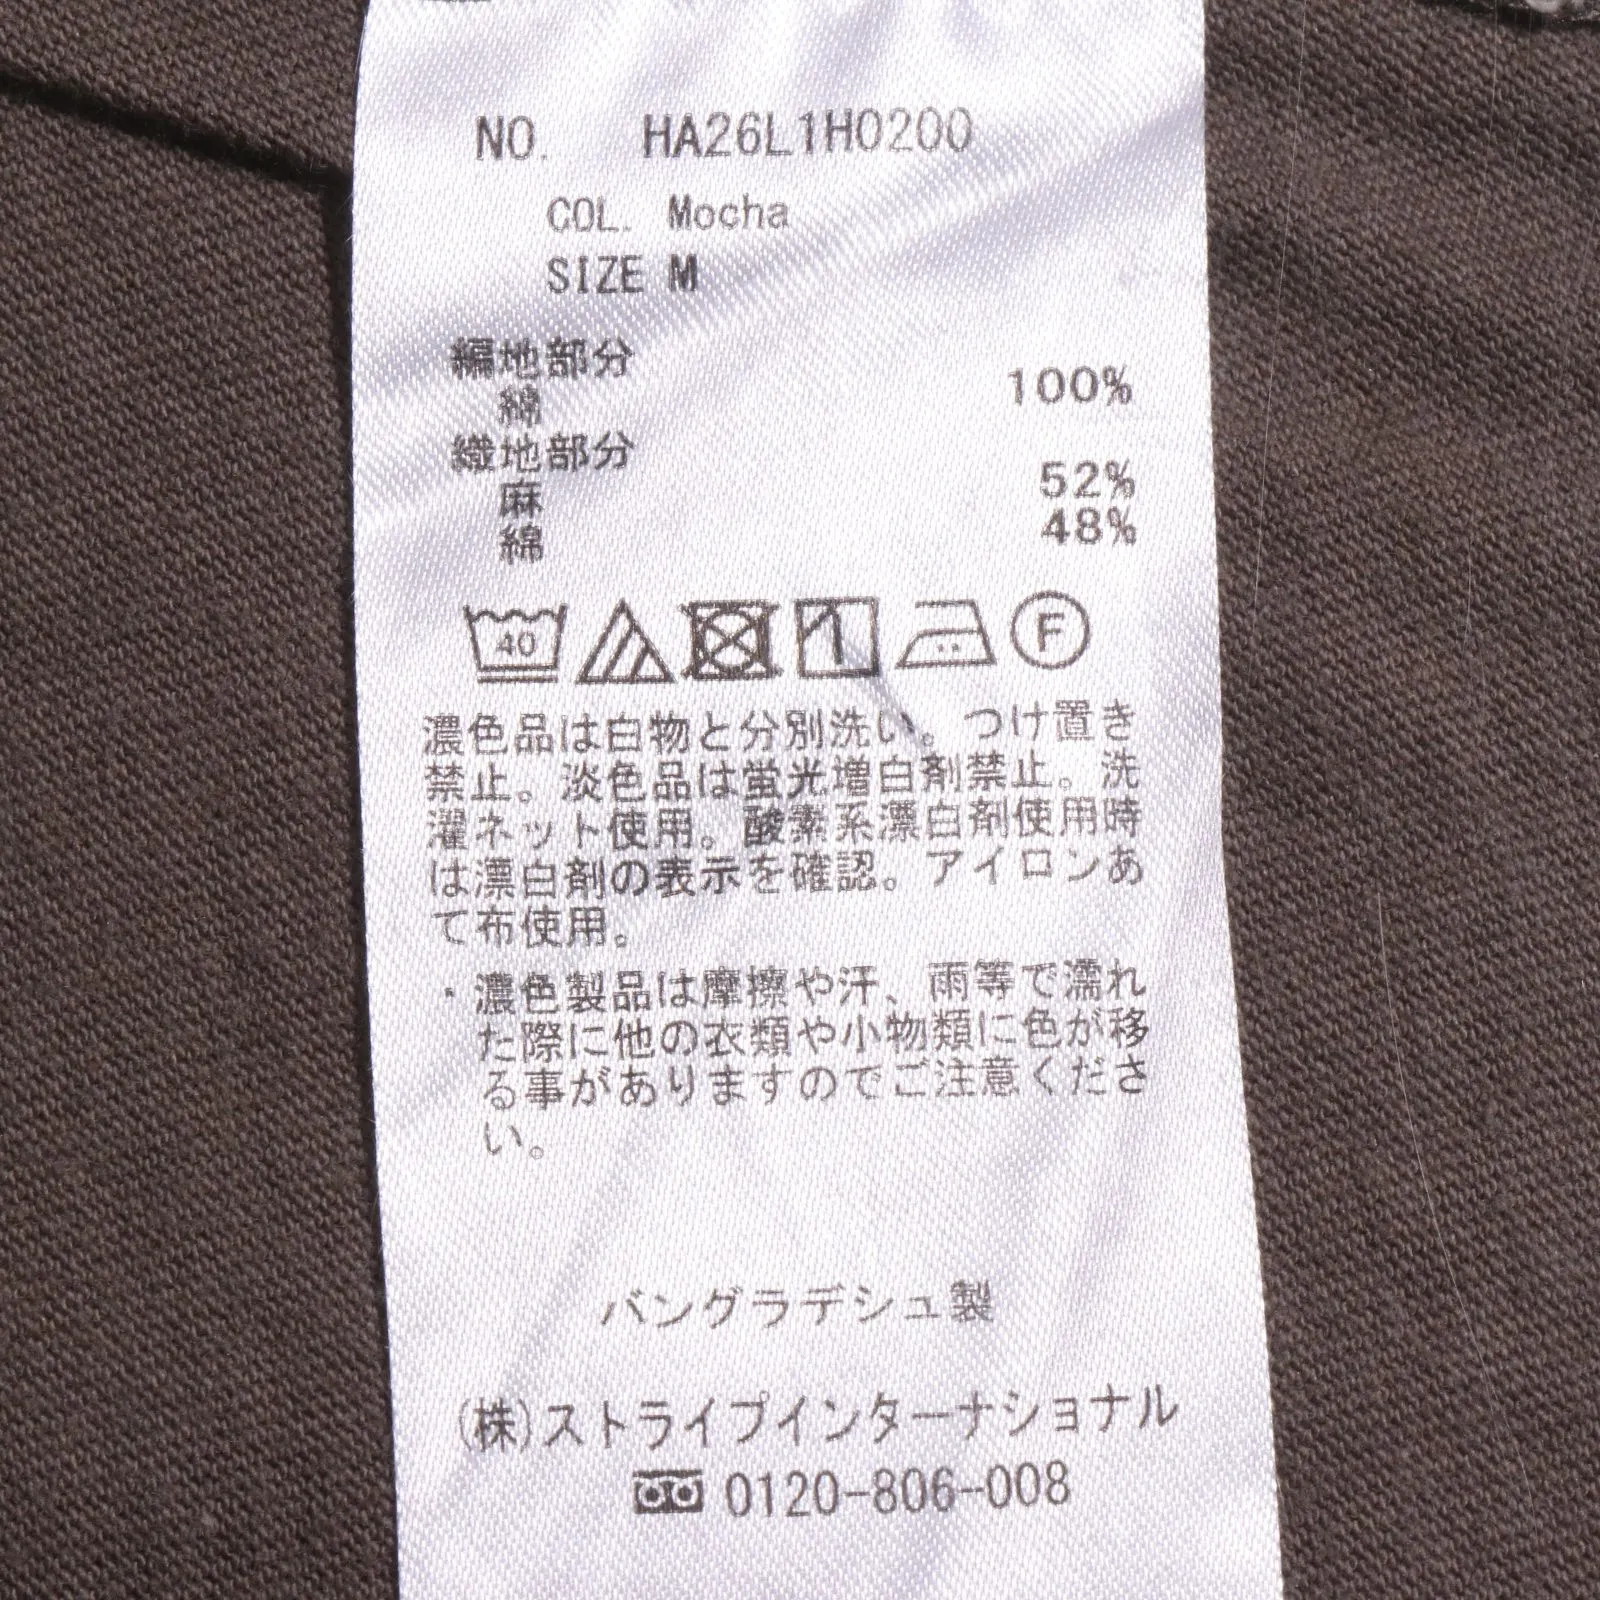 NO. HA26L1H0200
COL. Mocha
SIZE M
編地部分
綿 100%
織地部分
麻 52%
綿 48%
40 F
濃色品は白物と分別洗い。つけ置き
禁止。淡色品は蛍光増白剤禁止。洗
濯ネット使用。酸素系漂白剤使用時
は漂白剤の表示を確認。アイロンあ
て布使用。
・濃色製品は摩擦や汗、雨等で濡れ
た際に他の衣類や小物類に色が移
る事がありますのでご注意くださ
い。
バングラデシュ製
(株)ストライプインターナショナル
0120-806-008